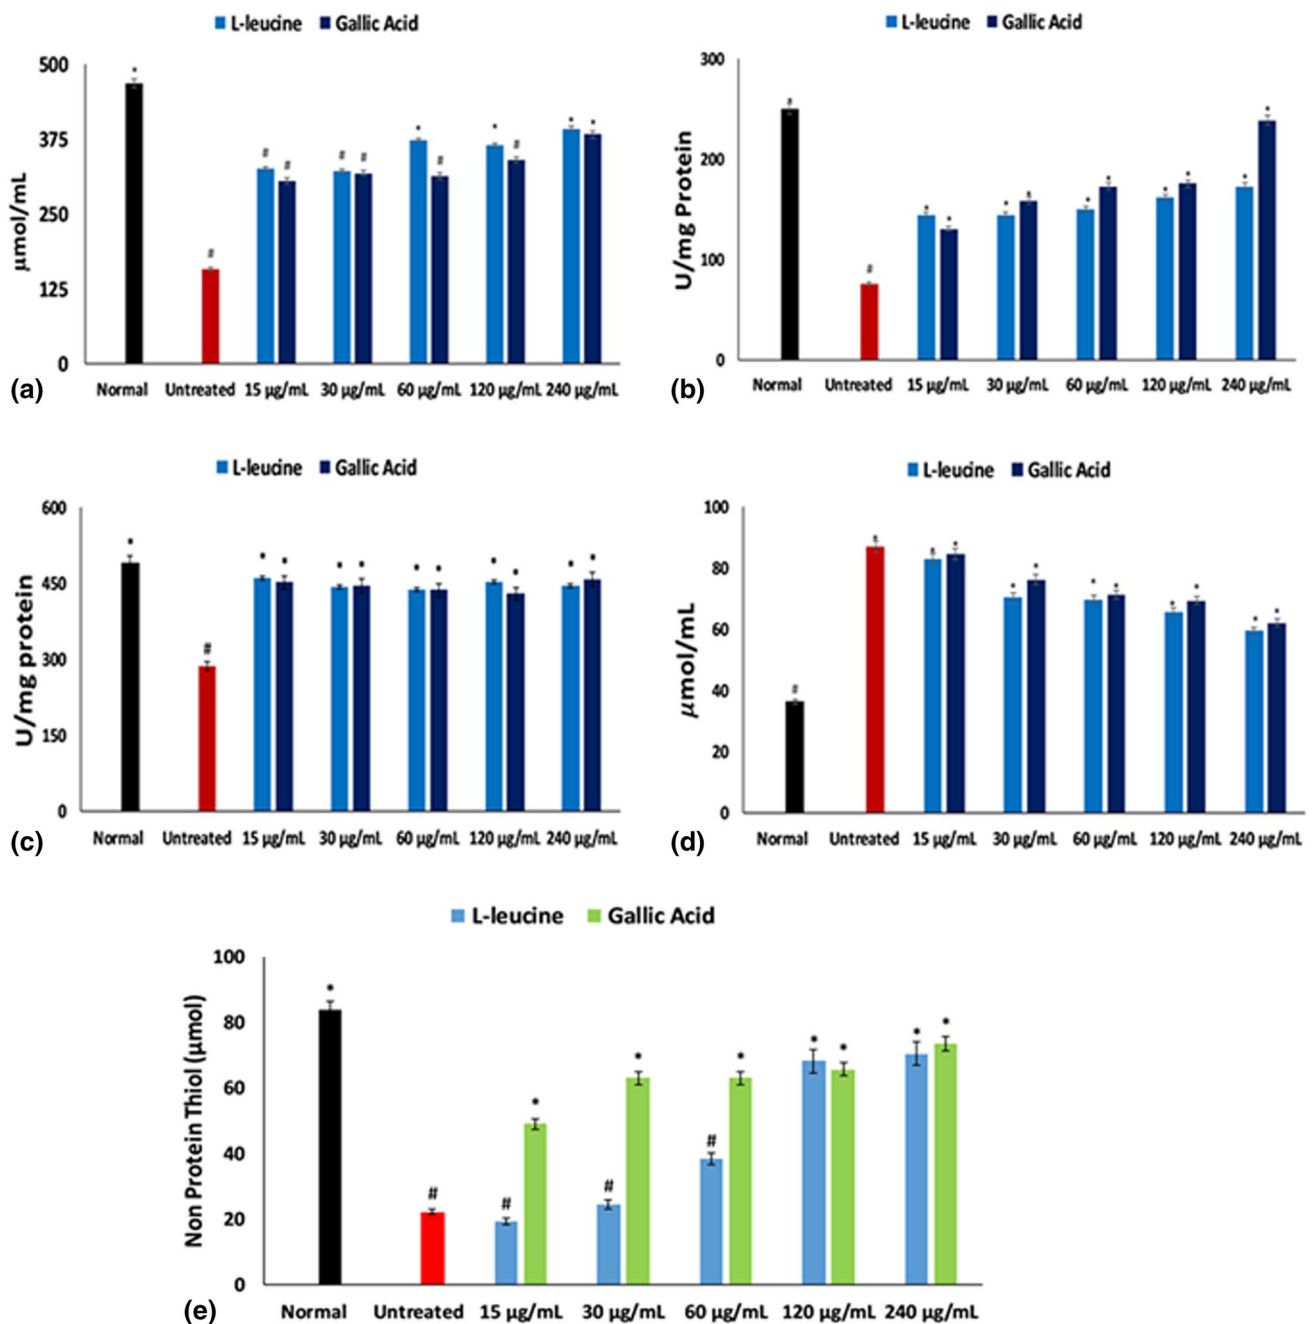 L-leucine Gallic Acid
500
375
250
125
0
μmol/mL
* # # # # # * # * # * *
Normal Untreated 15 μg/mL 30 μg/mL 60 μg/mL 120 μg/mL 240 μg/mL
(a)
L-leucine Gallic Acid
300
200
100
0
U/mg Protein
* # * * * * * * * * * *
Normal Untreated 15 μg/mL 30 μg/mL 60 μg/mL 120 μg/mL 240 μg/mL
(b)
L-leucine Gallic Acid
600
450
300
150
0
U/mg protein
* # * * * * * * * * * *
Normal Untreated 15 μg/mL 30 μg/mL 60 μg/mL 120 μg/mL 240 μg/mL
(c)
L-leucine Gallic Acid
100
80
60
40
20
0
μmol/mL
# * * * * * * * * * * *
Normal Untreated 15 μg/mL 30 μg/mL 60 μg/mL 120 μg/mL 240 μg/mL
(d)
L-leucine Gallic Acid
100
80
60
40
20
0
Non Protein Thiol (μmol)
* # # * # * # * * * * *
Normal Untreated 15 μg/mL 30 μg/mL 60 μg/mL 120 μg/mL 240 μg/mL
(e)